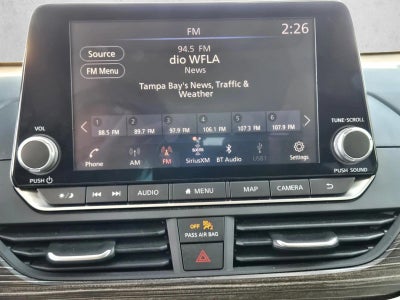 FM
2:26
Source
94.5 FM
dio WFLA
FM Menu
News
Tampa Bay's News, Traffic &
Weather
1 2 3 4 5 6
88.5 FM 89.7 FM 97.9 FM 106.1 FM 107.3 FM 107.9 FM
Phone AM FM SiriusXM BT Audio USB1 Settings
VOL
TUNE·SCROLL
PUSH
PUSH SOUND
AUDIO MENU MAP CAMERA
OFF
PASS AIR BAG